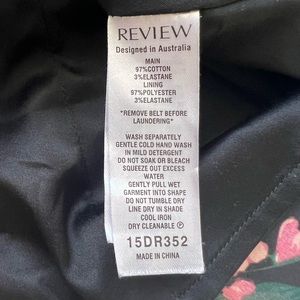 REVIEW
Designed in Australia
MAIN
97%COTTON
3%ELASTANE
LINING
97%POLYESTER
3%ELASTANE
*REMOVE BELT BEFORE
LAUNDERING*
WASH SEPARATELY
GENTLE COLD HAND WASH
IN MILD DETERGENT
DO NOT SOAK OR BLEACH
SQUEEZE OUT EXCESS
WATER
GENTLY PULL WET
GARMENT INTO SHAPE
DO NOT TUMBLE DRY
LINE DRY IN SHADE
COOL IRON
DRY CLEANABLE Ⓟ
15DR352
MADE IN CHINA